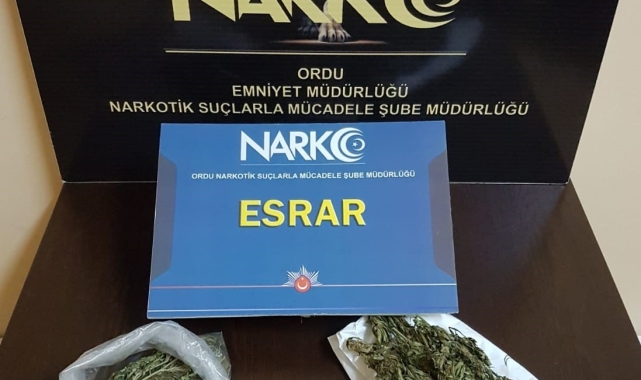 NARKO
ORDU
EMNİYET MÜDÜRLÜĞÜ
NARKOTİK SUÇLARLA MÜCADELE ŞUBE MÜDÜRLÜĞÜ
NARKO
ORDU NARKOTİK SUÇLARLA MÜCADELE ŞUBE MÜDÜRLÜĞÜ
ESRAR